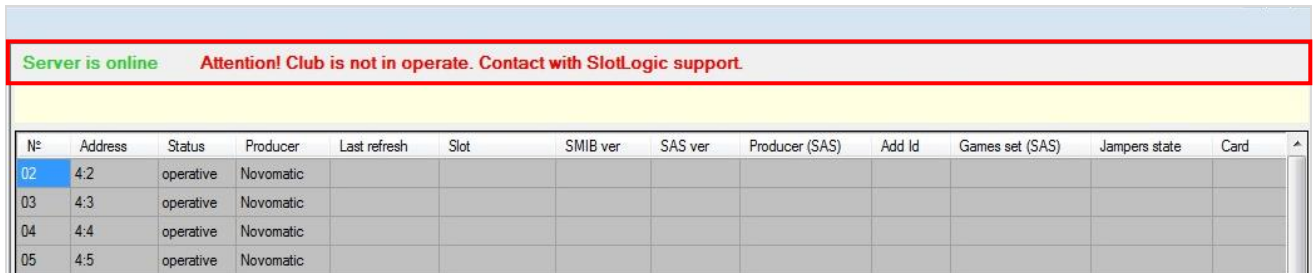 Server is online Attention! Club is not in operate. Contact with SlotLogic support.
№ Address Status Producer Last refresh Slot SMIB ver SAS ver Producer (SAS) Add Id Games set (SAS) Jampers state Card
02 4:2 operative Novomatic
03 4:3 operative Novomatic
04 4:4 operative Novomatic
05 4:5 operative Novomatic